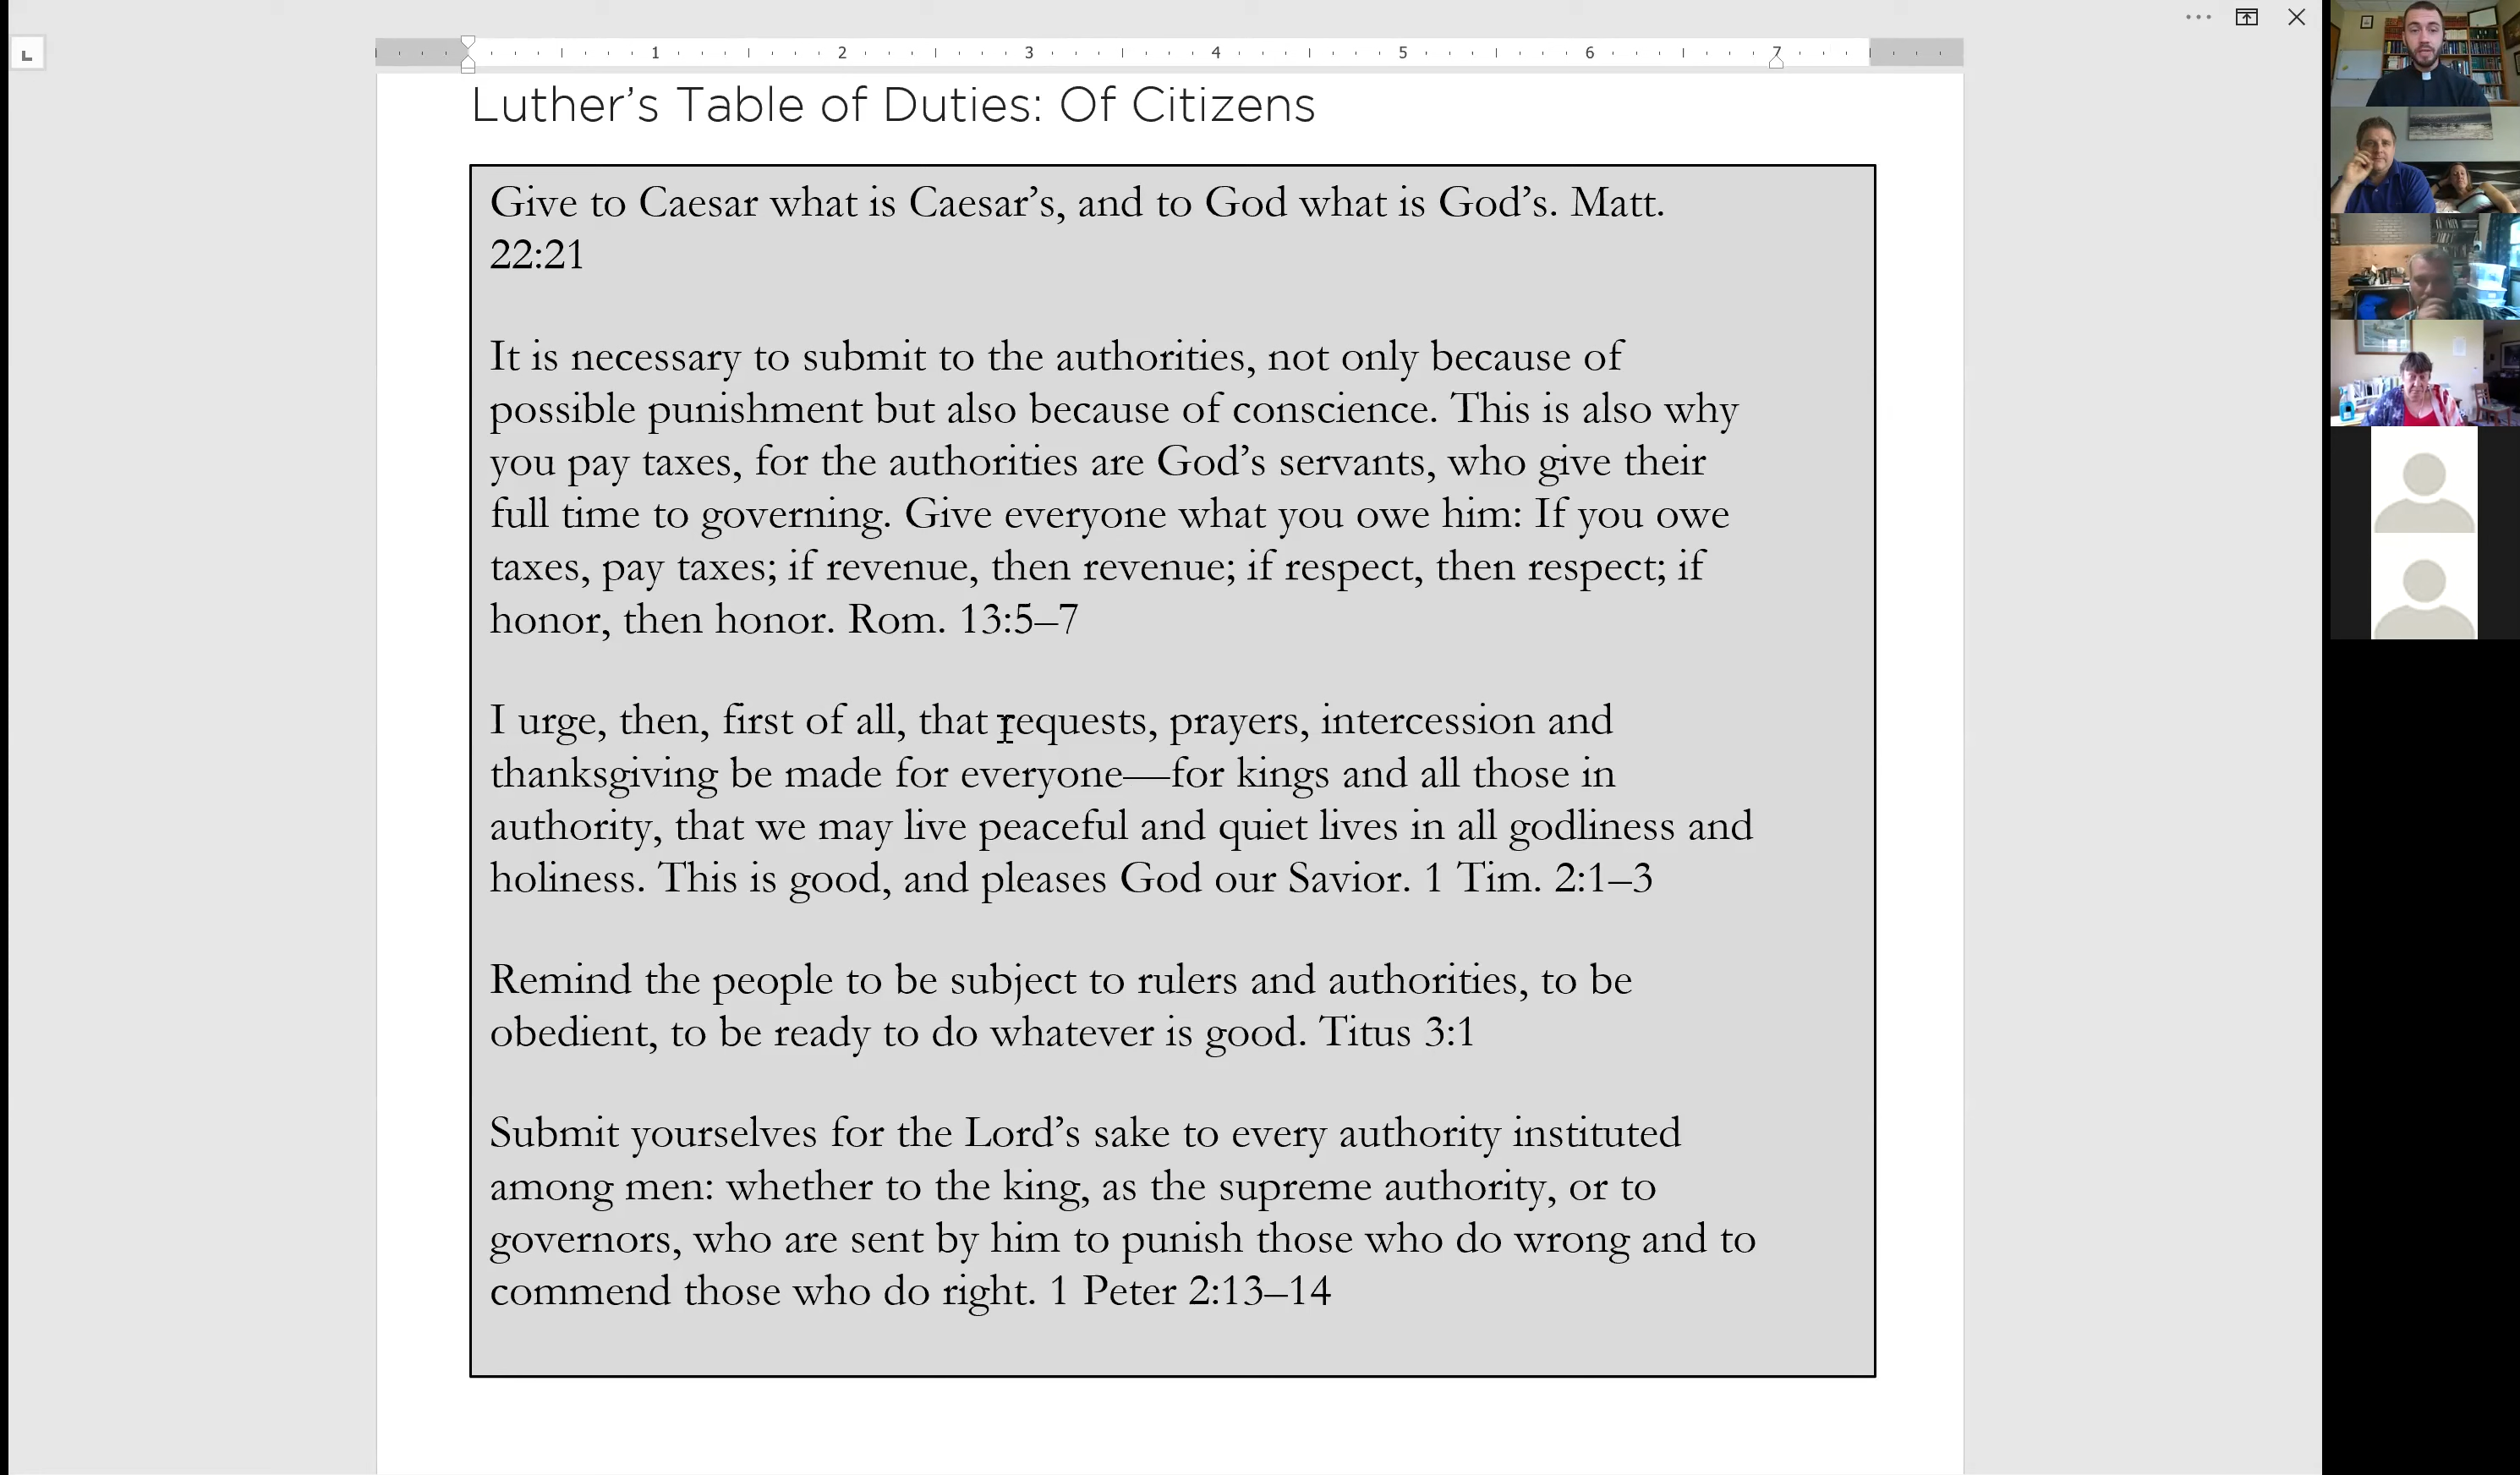 1 2 3 4 5 6 7
Luther’s Table of Duties: Of Citizens
Give to Caesar what is Caesar’s, and to God what is God’s. Matt.
22:21
It is necessary to submit to the authorities, not only because of
possible punishment but also because of conscience. This is also why
you pay taxes, for the authorities are God’s servants, who give their
full time to governing. Give everyone what you owe him: If you owe
taxes, pay taxes; if revenue, then revenue; if respect, then respect; if
honor, then honor. Rom. 13:5–7
I urge, then, first of all, that requests, prayers, intercession and
thanksgiving be made for everyone—for kings and all those in
authority, that we may live peaceful and quiet lives in all godliness and
holiness. This is good, and pleases God our Savior. 1 Tim. 2:1–3
Remind the people to be subject to rulers and authorities, to be
obedient, to be ready to do whatever is good. Titus 3:1
Submit yourselves for the Lord’s sake to every authority instituted
among men: whether to the king, as the supreme authority, or to
governors, who are sent by him to punish those who do wrong and to
commend those who do right. 1 Peter 2:13–14